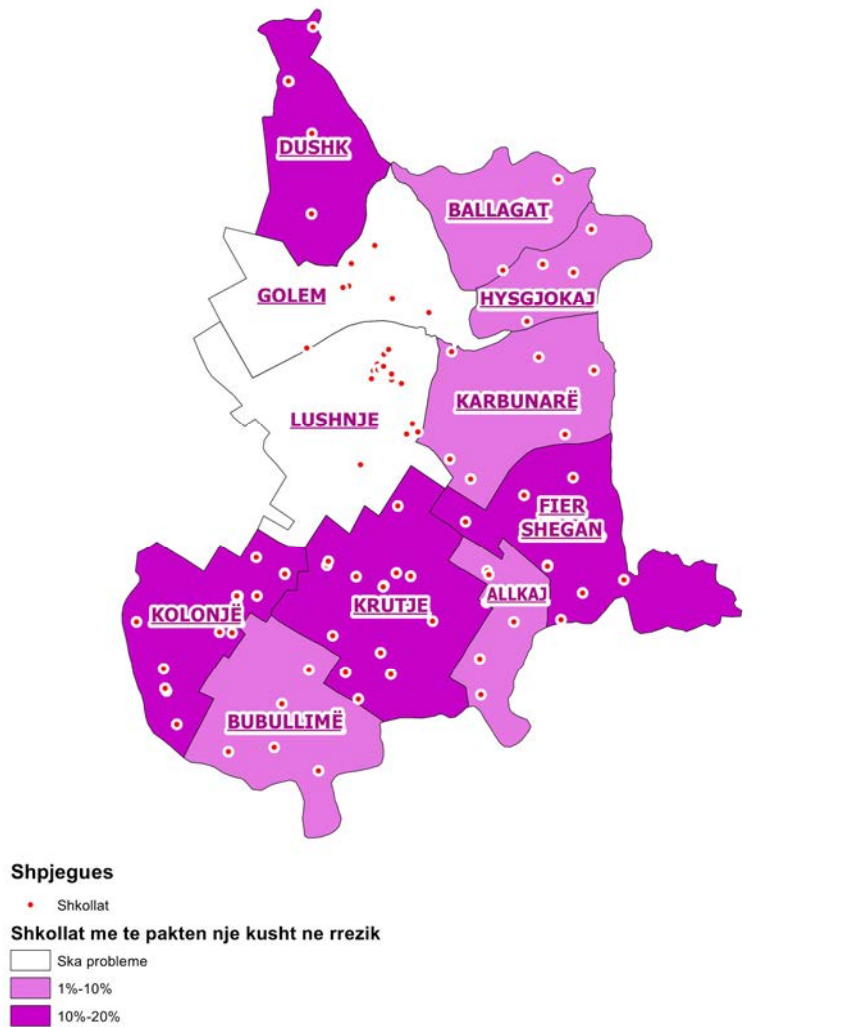 DUSHK
BALLAGAT
GOLEM
HYSGJOKAJ
KARBUNARË
LUSHNJE
FIER
SHEGAN
ALLKAJ
KRUTJE
KOLONJË
BUBULLIMË
Shpjegues
Shkollat
Shkollat me te pakten nje kusht ne rrezik
Ska probleme
1%-10%
10%-20%